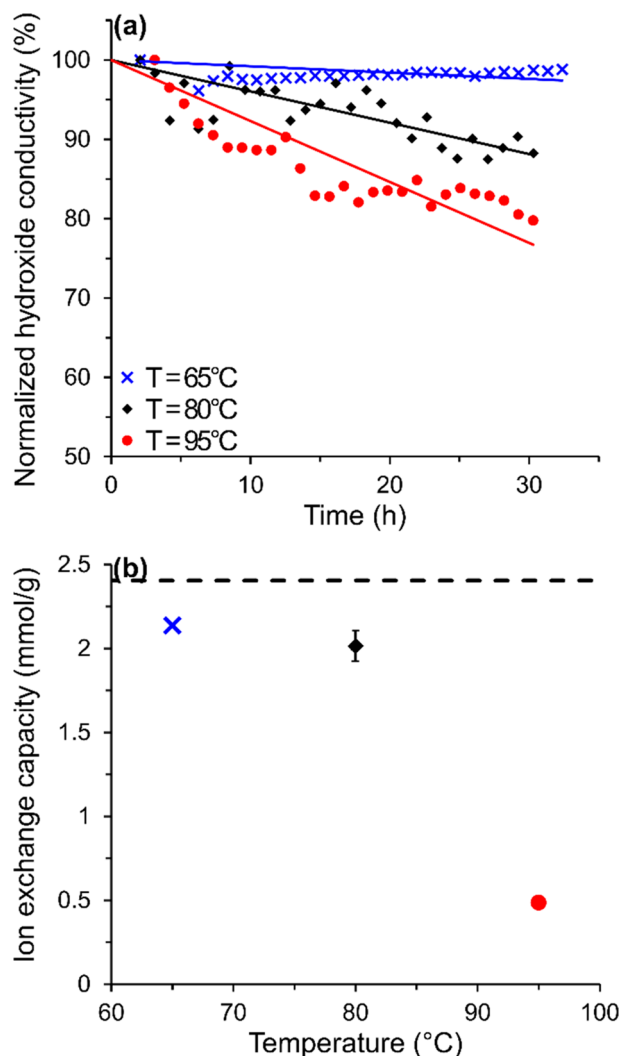 (a)
Normalized hydroxide conductivity (%)
100
90
80
70
60
50
T=65°C
T=80°C
T=95°C
0
10
20
30
Time (h)
(b)
Ion exchange capacity (mmol/g)
2.5
2
1.5
1
0.5
0
60
70
80
90
100
Temperature (°C)